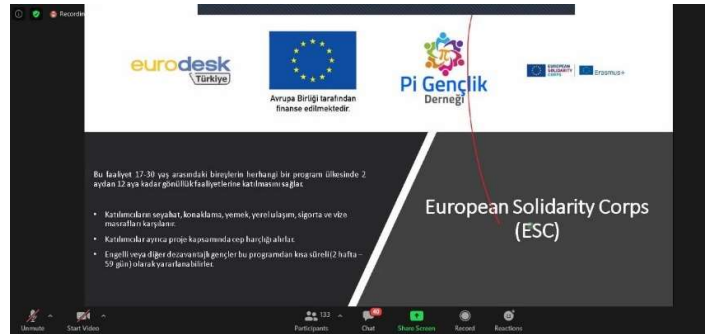 Recordin
eurodesk
Türkiye
Avrupa Birliği tarafından
finanse edilmektedir.
Pi Gençlik
Derneği
EUROPEAN
SOLIDARITY
CORPS
Erasmus+
Bu faaliyet 17-30 yaş arasındaki bireylerin herhangi bir program ülkesinde 2
aydan 12 aya kadar gönüllük faaliyetlerine katılmasını sağlar.
• Katılımcıların seyahat, konaklama, yemek, yerel ulaşım, sigorta ve vize
masrafları karşılanır.
• Katılımcılar ayrıca proje kapsamında cep harçlığı alırlar.
• Engelli veya diğer dezavantajlı gençler bu programdan kısa süreli(2 hafta –
59 gün) olarak yararlanabilirler.
European Solidarity Corps
(ESC)
Unmute
Start Video
133
Participants
40
Chat
Share Screen
Record
Reactions